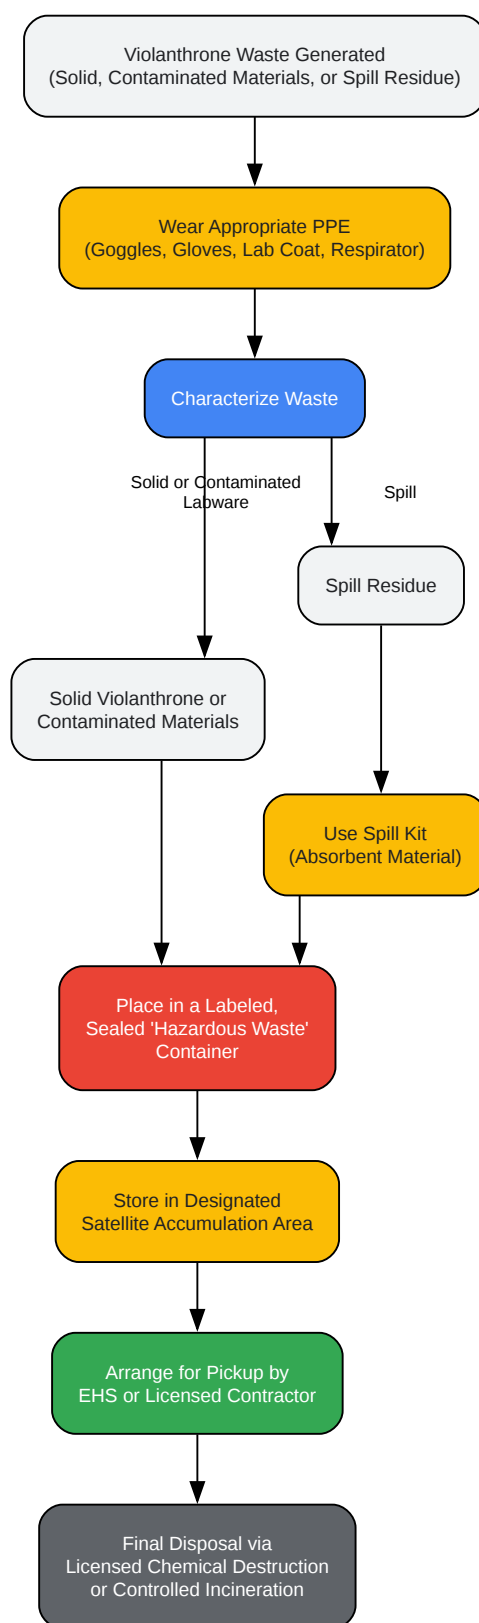 Violanthrone Waste Generated
(Solid, Contaminated Materials, or Spill Residue)
Wear Appropriate PPE
(Goggles, Gloves, Lab Coat, Respirator)
Characterize Waste
Solid or Contaminated
Labware
Spill
Spill Residue
Solid Violanthrone or
Contaminated Materials
Use Spill Kit
(Absorbent Material)
Place in a Labeled,
Sealed 'Hazardous Waste'
Container
Store in Designated
Satellite Accumulation Area
Arrange for Pickup by
EHS or Licensed Contractor
Final Disposal via
Licensed Chemical Destruction
or Controlled Incineration